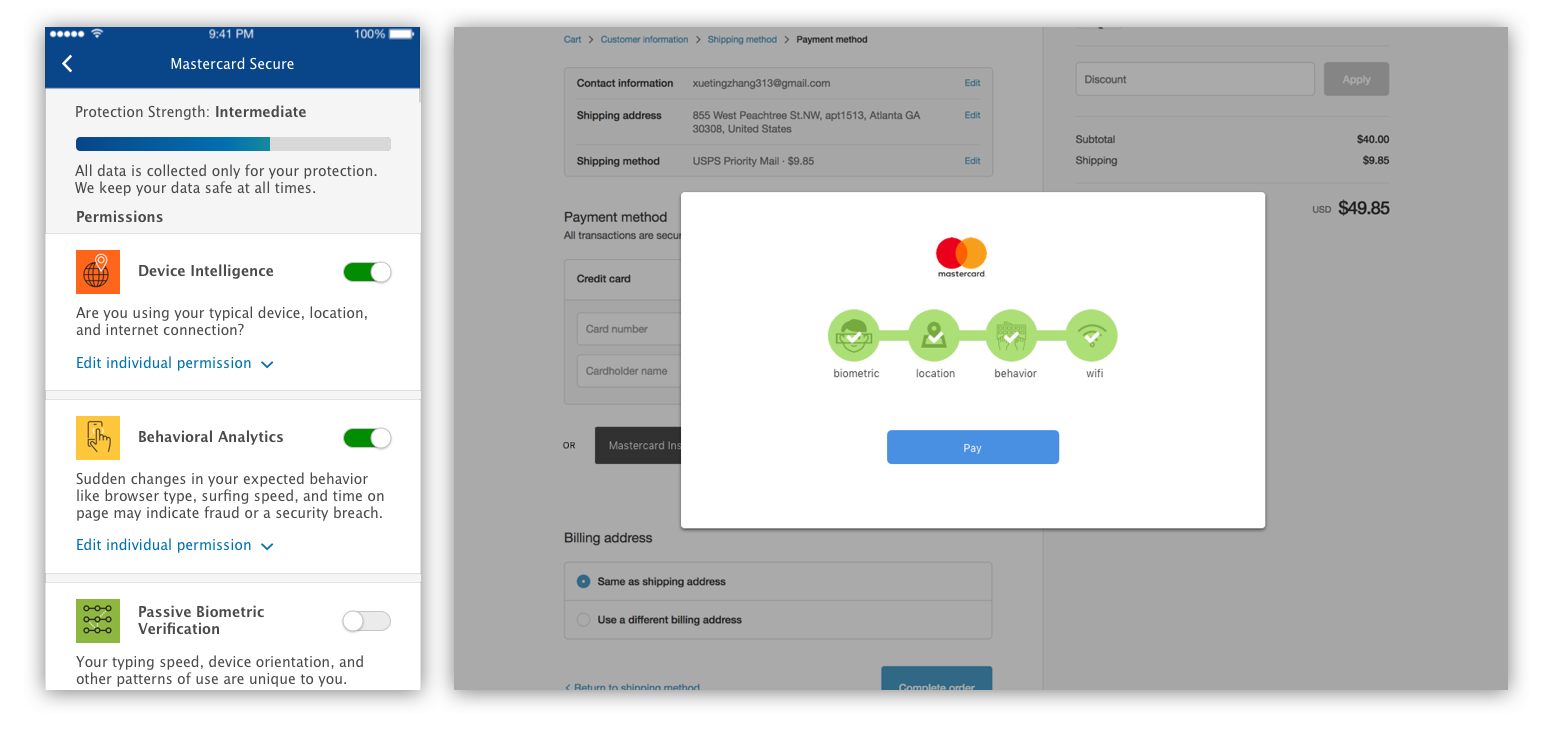 9:41 PM
100%
Mastercard Secure
Protection Strength: Intermediate
All data is collected only for your protection.
We keep your data safe at all times.
Permissions
Device Intelligence
Are you using your typical device, location,
and internet connection?
Edit individual permission
Behavioral Analytics
Sudden changes in your expected behavior
like browser type, surfing speed, and time on
page may indicate fraud or a security breach.
Edit individual permission
Passive Biometric
Verification
Your typing speed, device orientation, and
other patterns of use are unique to you.
Cart > Customer information > Shipping method > Payment method
Contact information xuetingzhang313@gmail.com Edit
Shipping address 855 West Peachtree St.NW, apt1513, Atlanta GA Edit
30308, United States
Shipping method USPS Priority Mail · $9.85 Edit
Payment method
All transactions are secur
Credit card
Card number
Cardholder name
OR
Mastercard Ins
mastercard
biometric location behavior wifi
Pay
Billing address
Same as shipping address
Use a different billing address
< Return to shipping method
Complete order
Discount
Apply
Subtotal $40.00
Shipping $9.85
USD $49.85